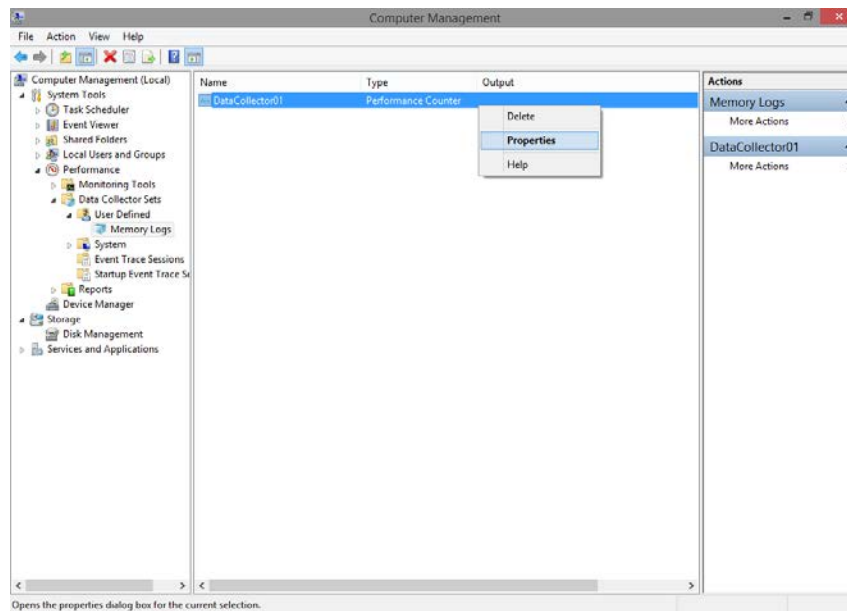 Computer Management
File Action View Help
Computer Management (Local)
System Tools
Task Scheduler
Event Viewer
Shared Folders
Local Users and Groups
Performance
Monitoring Tools
Data Collector Sets
User Defined
Memory Logs
System
Event Trace Sessions
Startup Event Trace Se
Reports
Device Manager
Storage
Disk Management
Services and Applications
Name Type Output
DataCollector01 Performance Counter
Delete
Properties
Help
Actions
Memory Logs
More Actions
DataCollector01
More Actions
Opens the properties dialog box for the current selection.